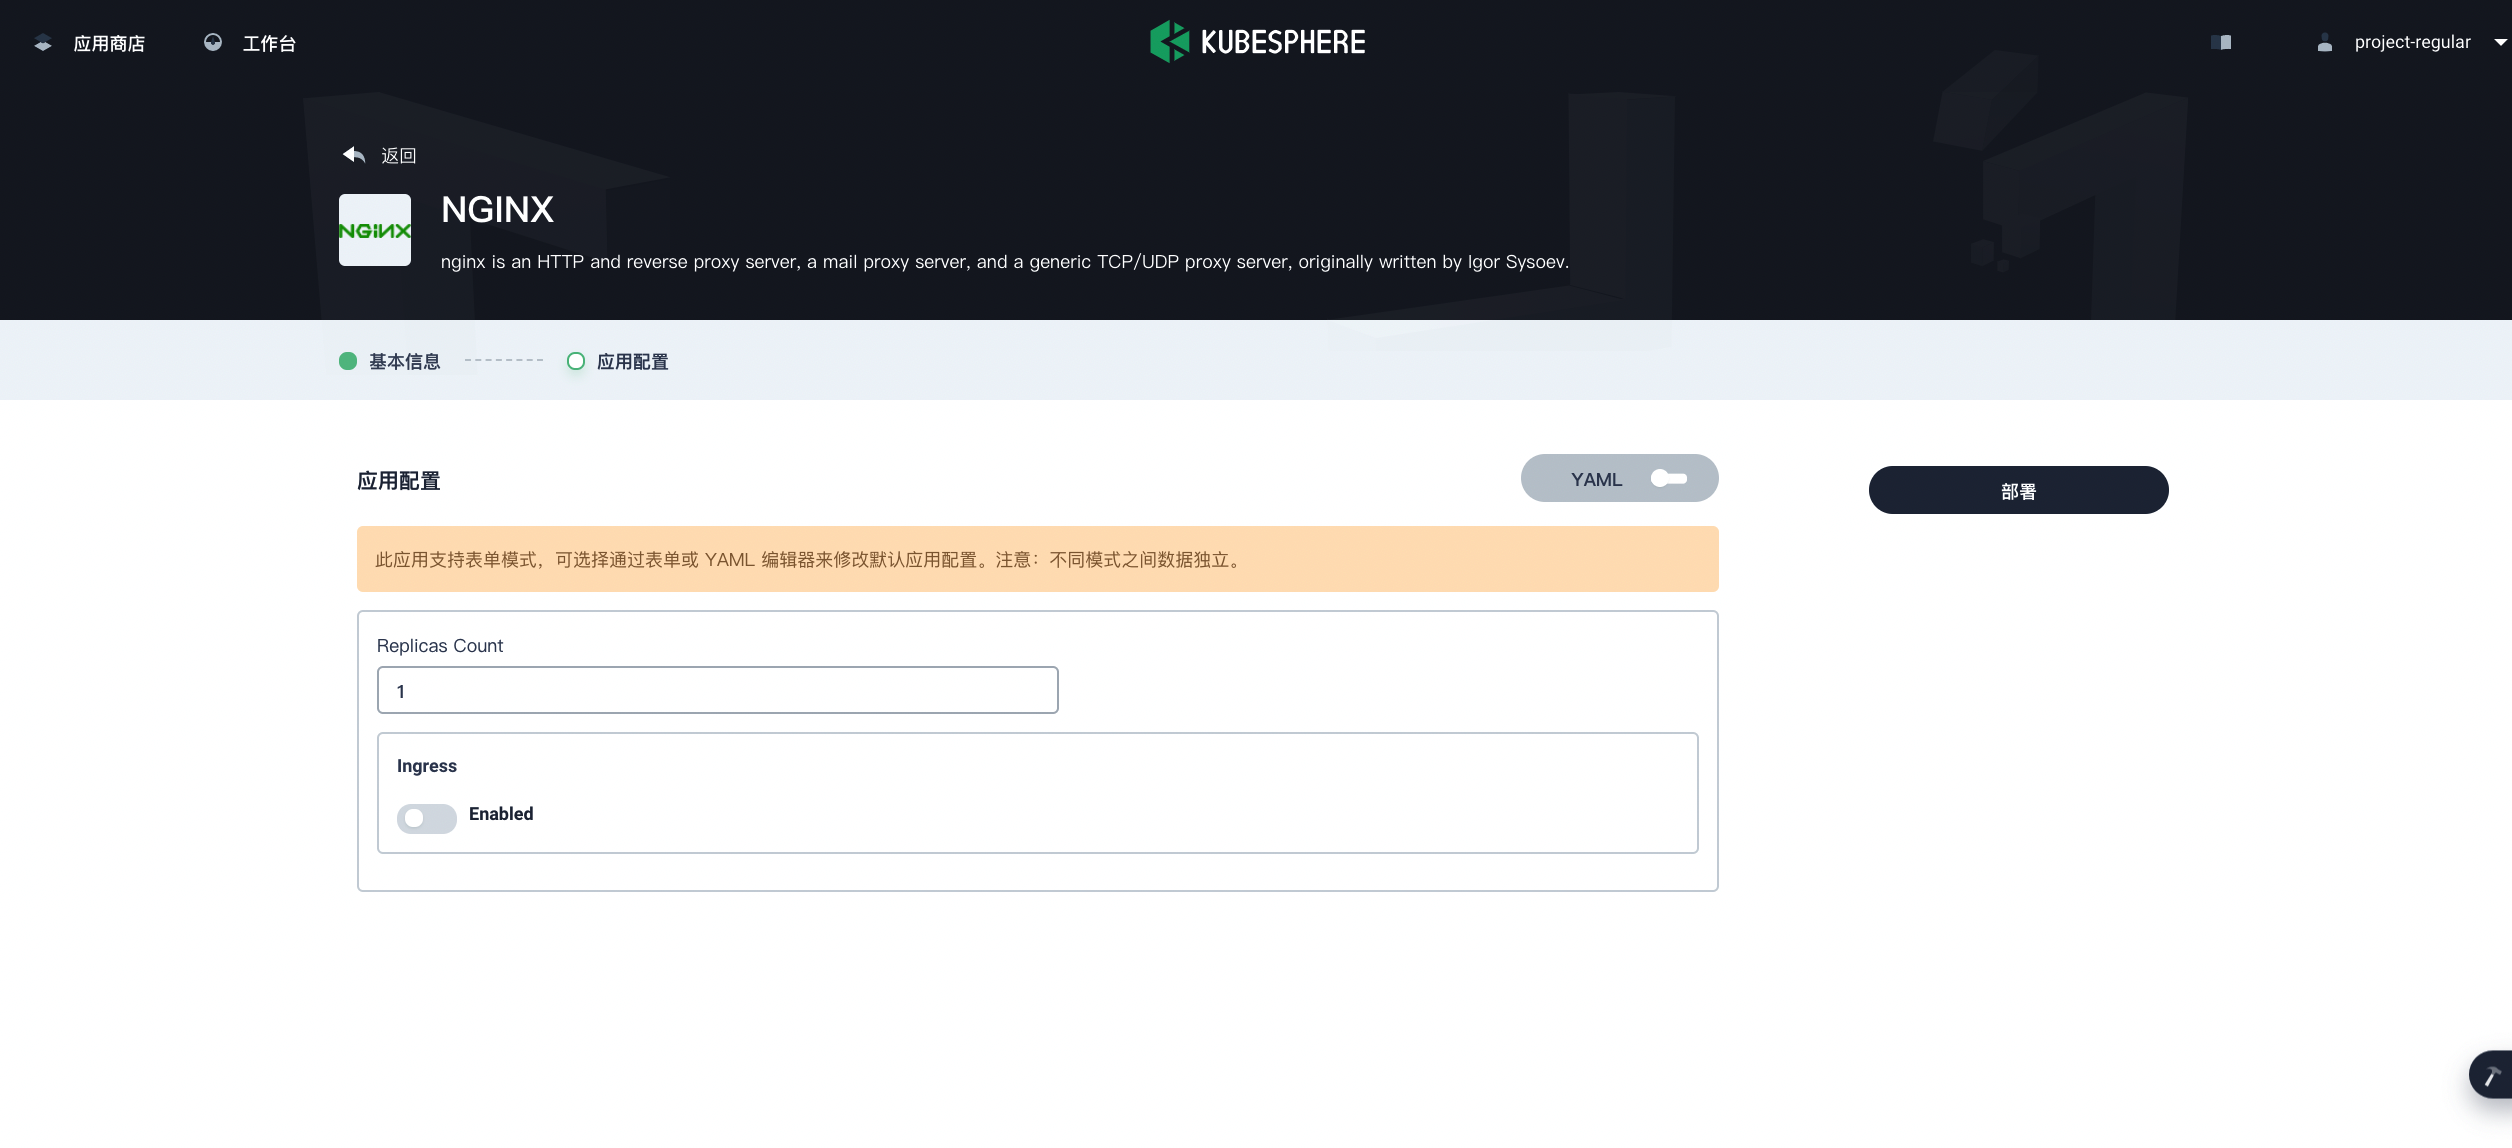 应用商店
工作台
KUBESPHERE
project-regular
返回
NGINX
NGINX
nginx is an HTTP and reverse proxy server, a mail proxy server, and a generic TCP/UDP proxy server, originally written by Igor Sysoev.
基本信息
应用配置
应用配置
YAML
部署
此应用支持表单模式，可选择通过表单或 YAML 编辑器来修改默认应用配置。注意：不同模式之间数据独立。
Replicas Count
1
Ingress
Enabled